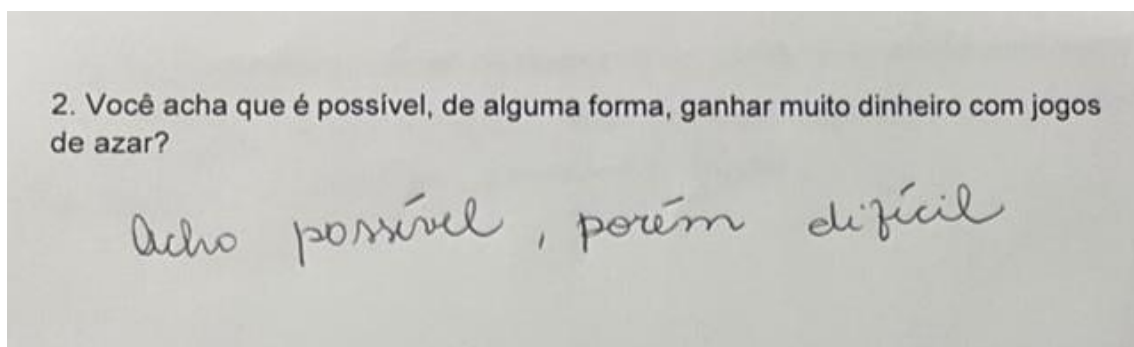 2. Você acha que é possível, de alguma forma, ganhar muito dinheiro com jogos
de azar?
Acho possível, porém difícil